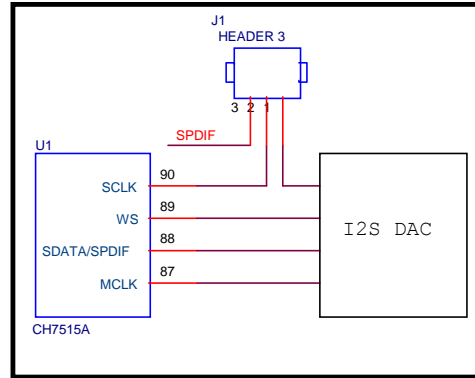 J1
HEADER 3
3 2 1
SPDIF
U1
SCLK 90
WS 89
SDATA/SPDIF 88
MCLK 87
I2S DAC
CH7515A